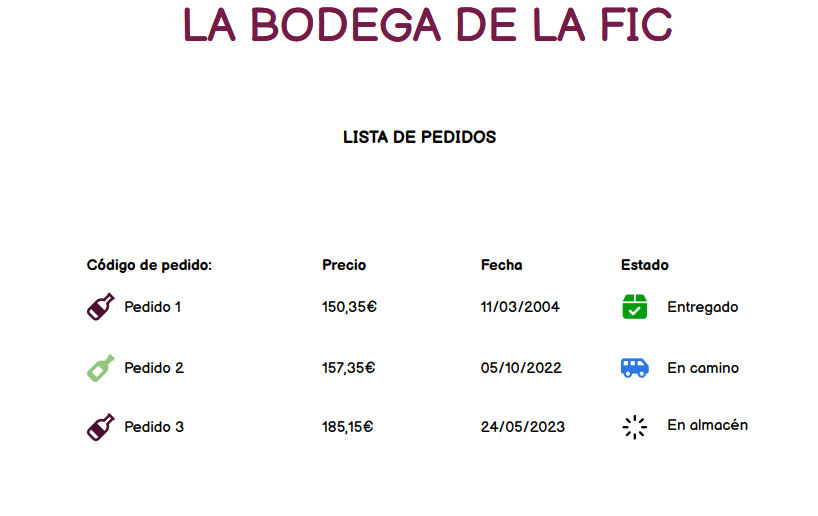 LA BODEGA DE LA FIC
LISTA DE PEDIDOS
Código de pedido: Precio Fecha Estado
Pedido 1 150,35€ 11/03/2004 Entregado
Pedido 2 157,35€ 05/10/2022 En camino
Pedido 3 185,15€ 24/05/2023 En almacén